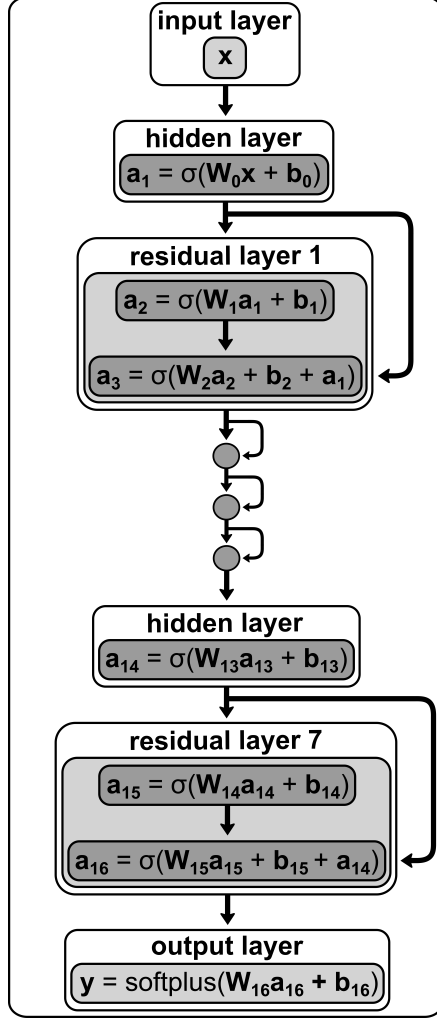 input layer
x
hidden layer
a₁ = σ(W₀x + b₀)
residual layer 1
a₂ = σ(W₁a₁ + b₁)
a₃ = σ(W₂a₂ + b₂ + a₁)
hidden layer
a₁₄ = σ(W₁₃a₁₃ + b₁₃)
residual layer 7
a₁₅ = σ(W₁₄a₁₄ + b₁₄)
a₁₆ = σ(W₁₅a₁₅ + b₁₅ + a₁₄)
output layer
y = softplus(W₁₆a₁₆ + b₁₆)